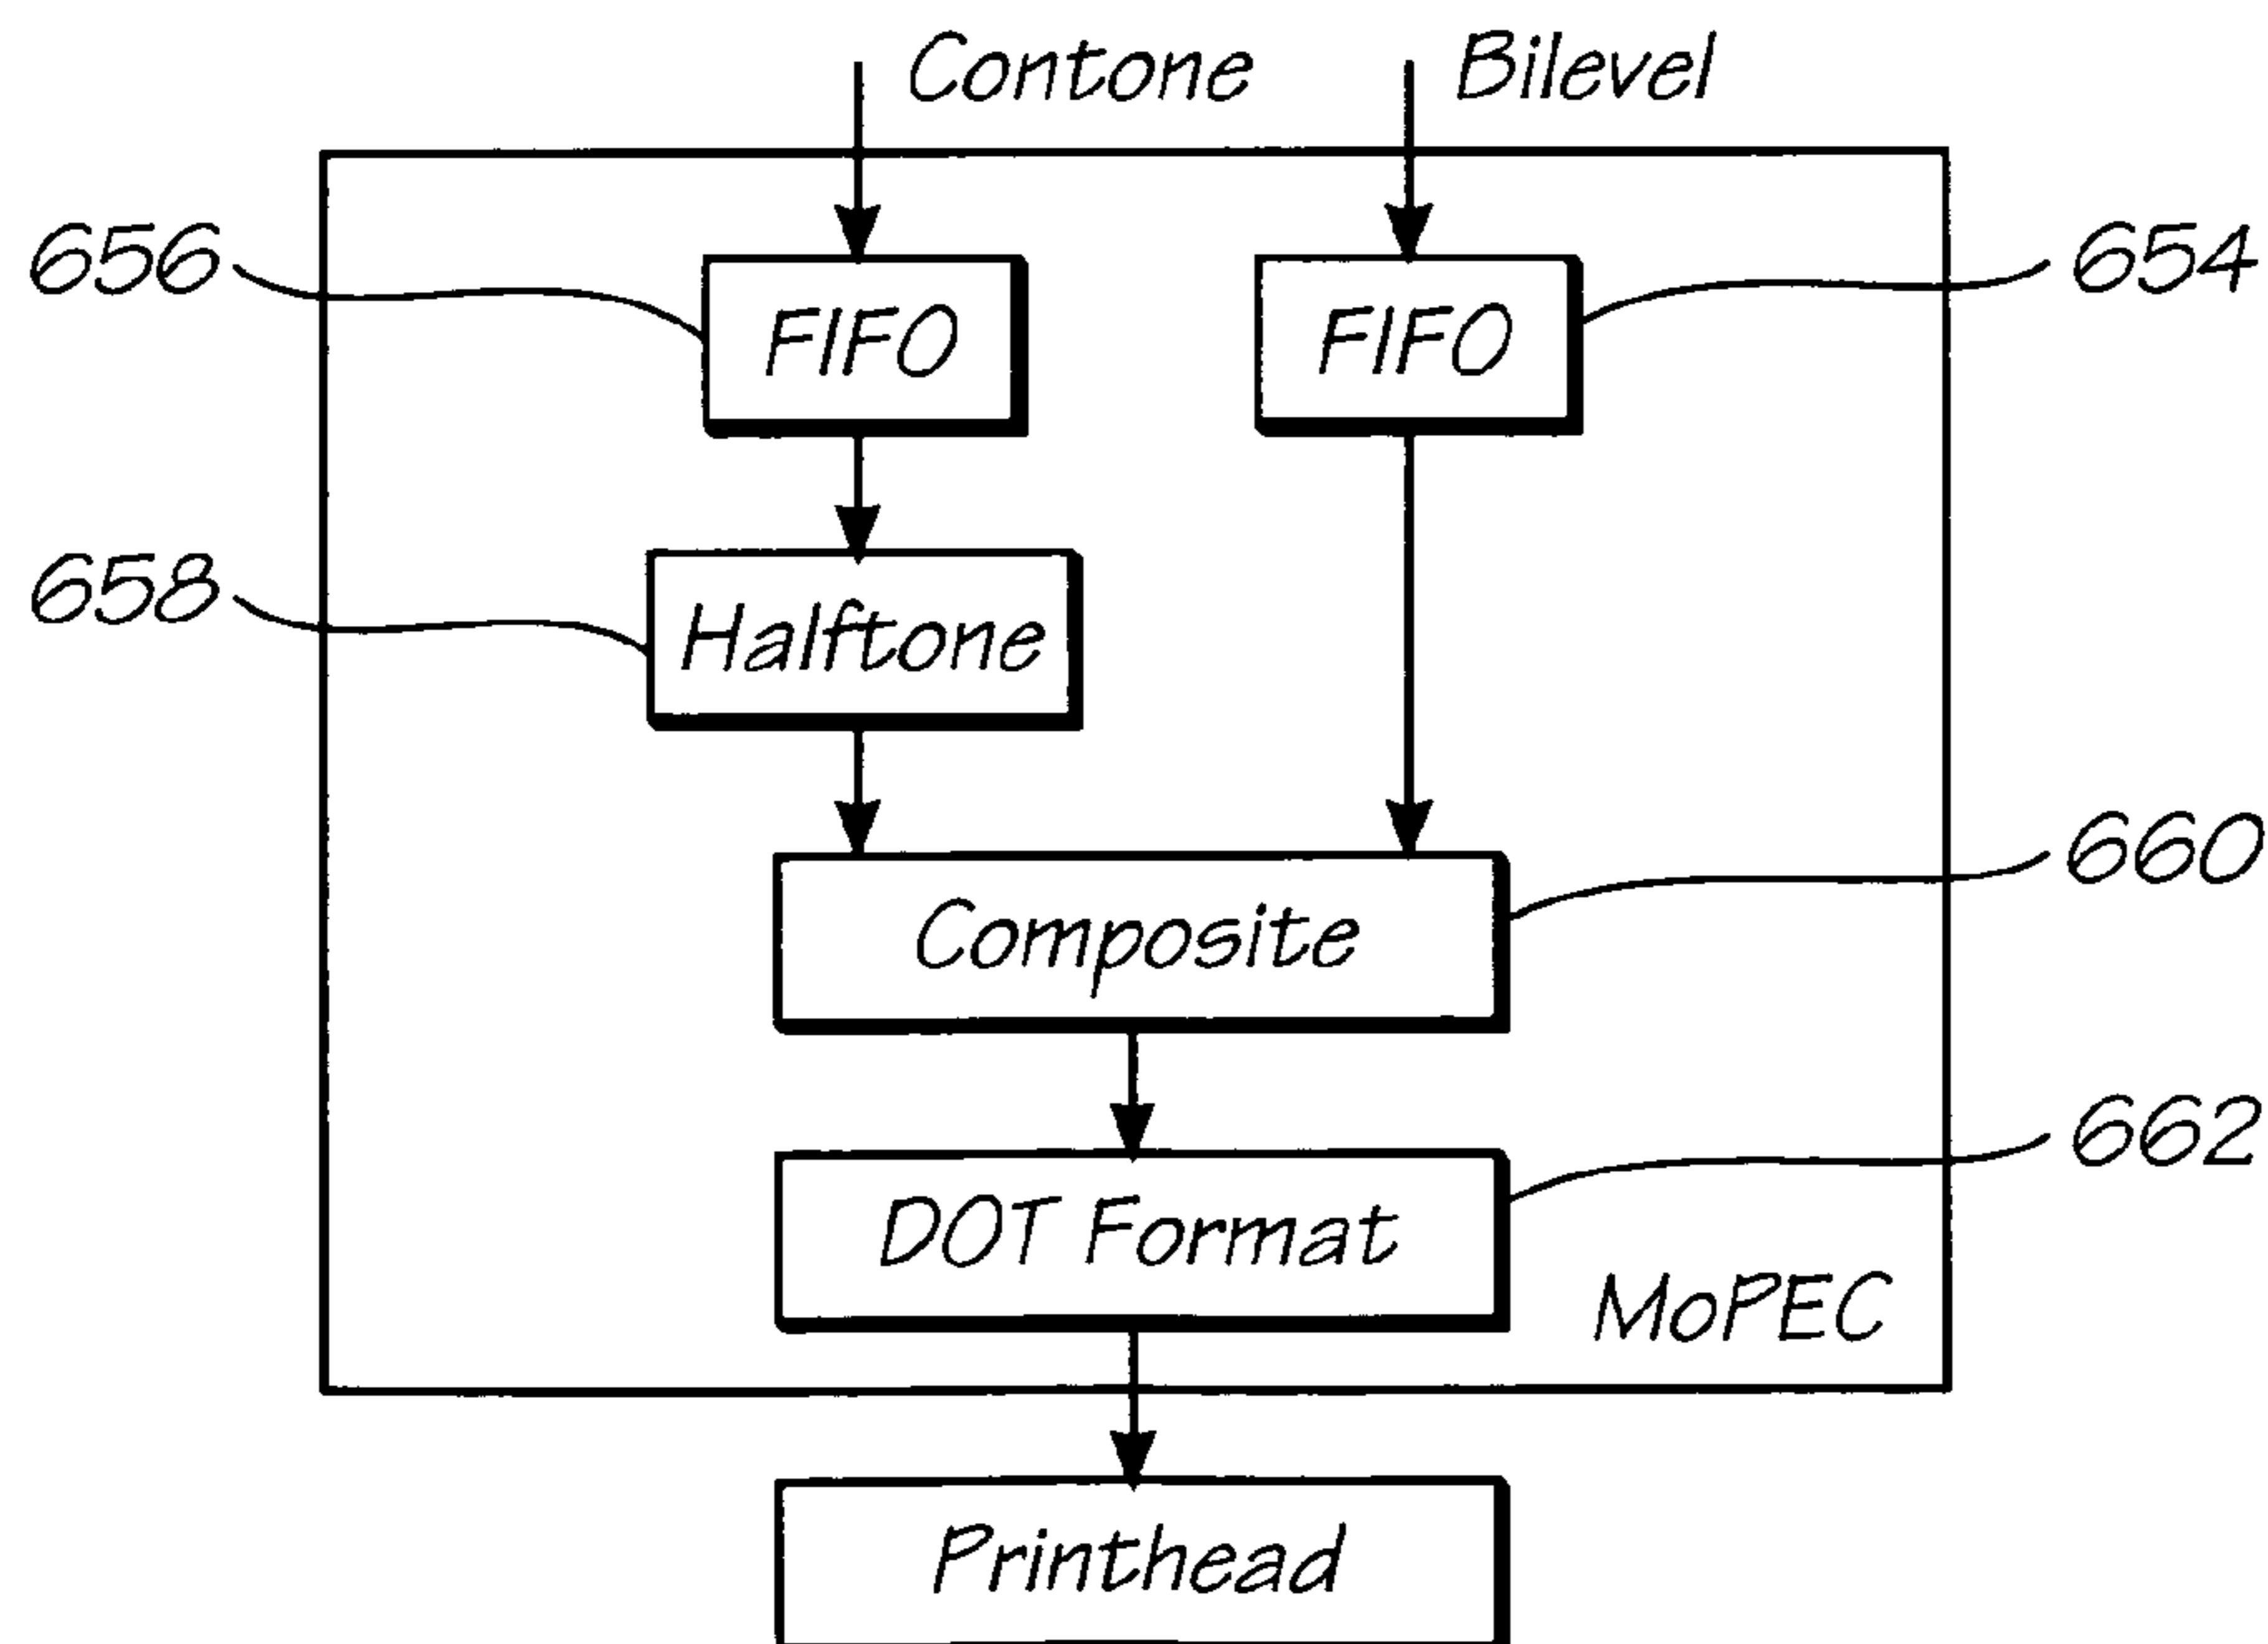 Contone
Bilevel
656
FIFO
FIFO
654
658
Halftone
Composite
660
DOT Format
662
MoPEC
Printhead